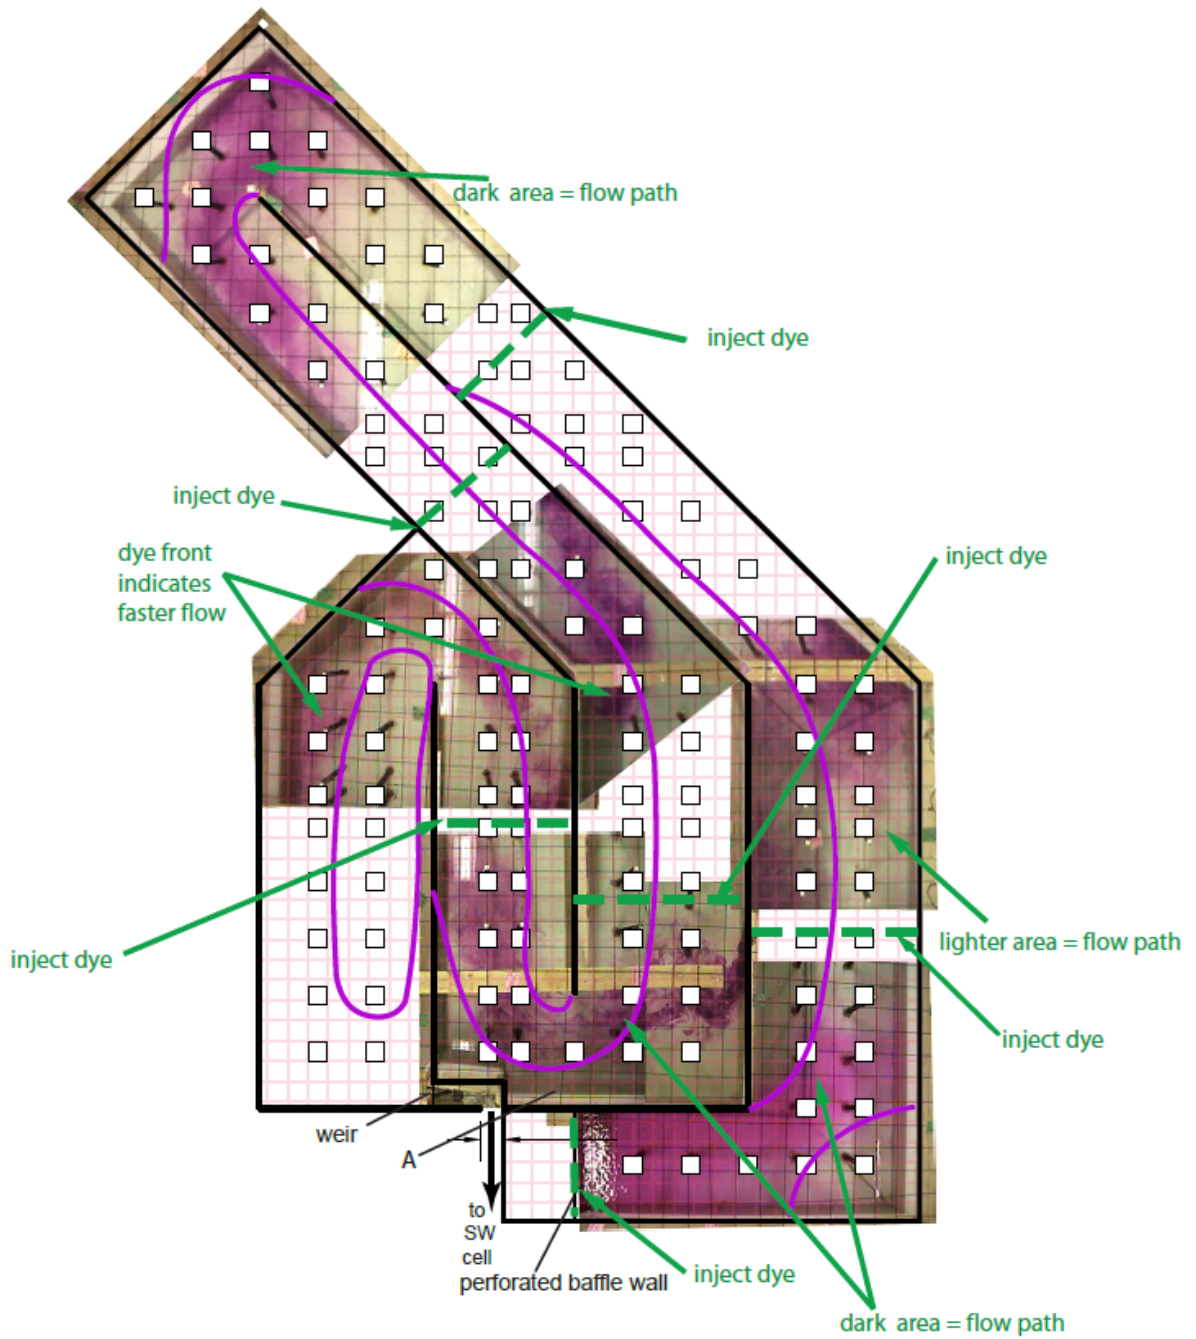 dark area = flow path
inject dye
inject dye
dye front
indicates
faster flow
inject dye
inject dye
lighter area = flow path
inject dye
weir
A
to
SW
cell
perforated baffle wall
inject dye
dark area = flow path